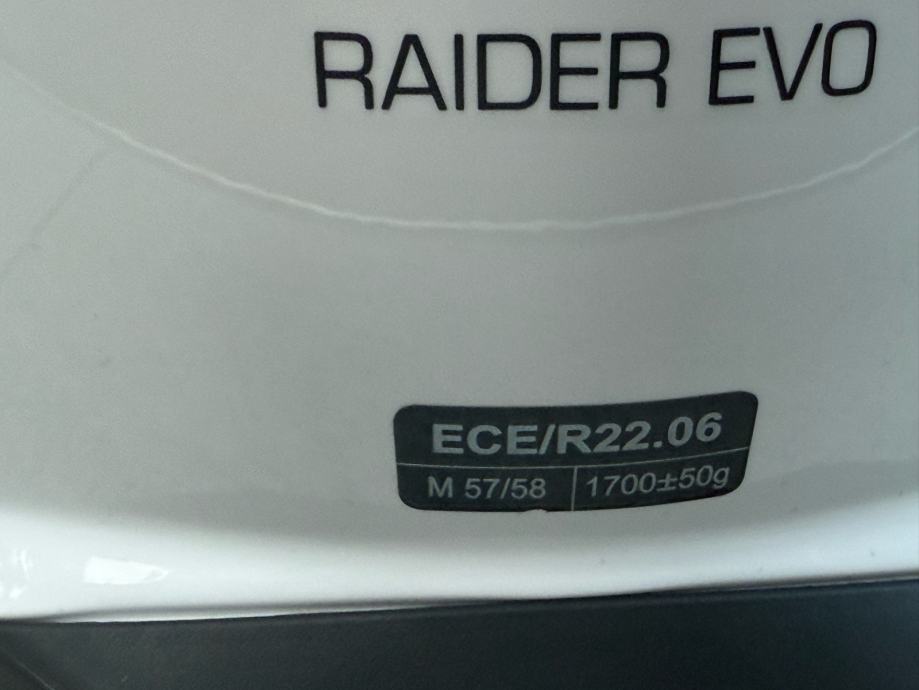 RAIDER EVO
ECE/R22.06
M 57/58 1700±50g